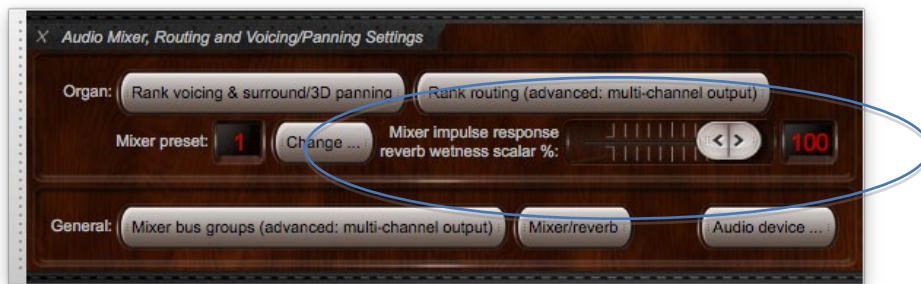 X Audio Mixer, Routing and Voicing/Panning Settings
Organ: Rank voicing & surround/3D panning Rank routing (advanced: multi-channel output)
Mixer preset: 1 Change ... Mixer impulse response
reverb wetness scalar %: < > 100
General: Mixer bus groups (advanced: multi-channel output) Mixer/reverb Audio device ...